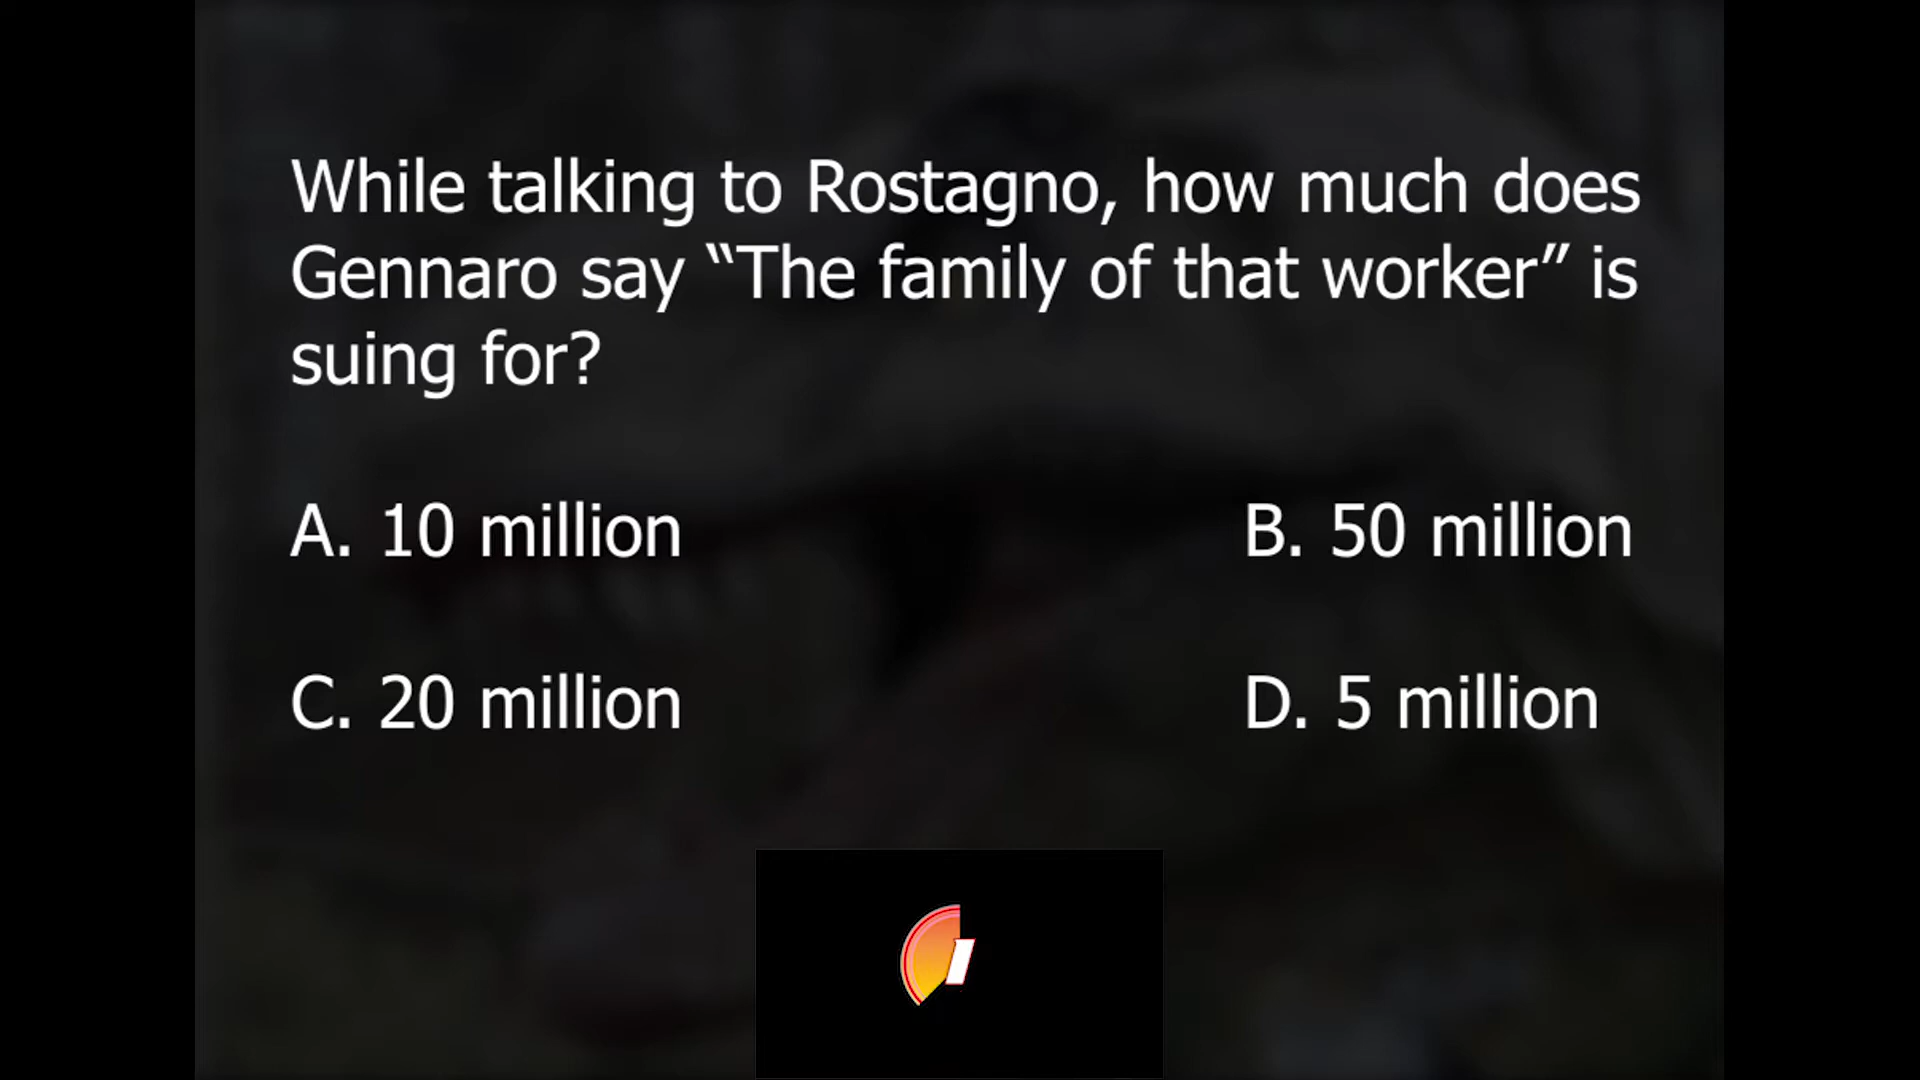 While talking to Rostagno, how much does
Gennaro say “The family of that worker” is
suing for?
A. 10 million
B. 50 million
C. 20 million
D. 5 million
1